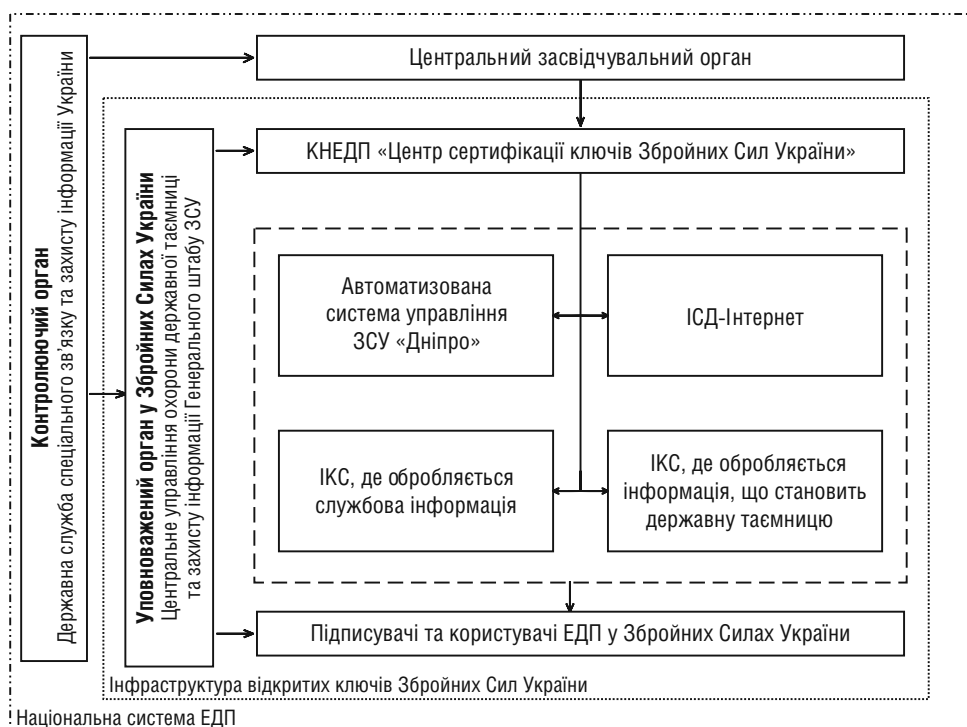 Контролюючий орган
Державна служба спеціального зв’язку та захисту інформації України
Центральний засвідчувальний орган
Уповноважений орган у Збройних Силах України
Центральне управління охорони державної таємниці
та захисту інформації Генерального штабу ЗСУ
КНЕДП «Центр сертифікації ключів Збройних Сил України»
Автоматизована
система управління
ЗСУ «Дніпро»
ІСД-Інтернет
ІКС, де обробляється
службова інформація
ІКС, де обробляється
інформація, що становить
державну таємницю
Підписувачі та користувачі ЕДП у Збройних Силах України
Інфраструктура відкритих ключів Збройних Сил України
Національна система ЕДП